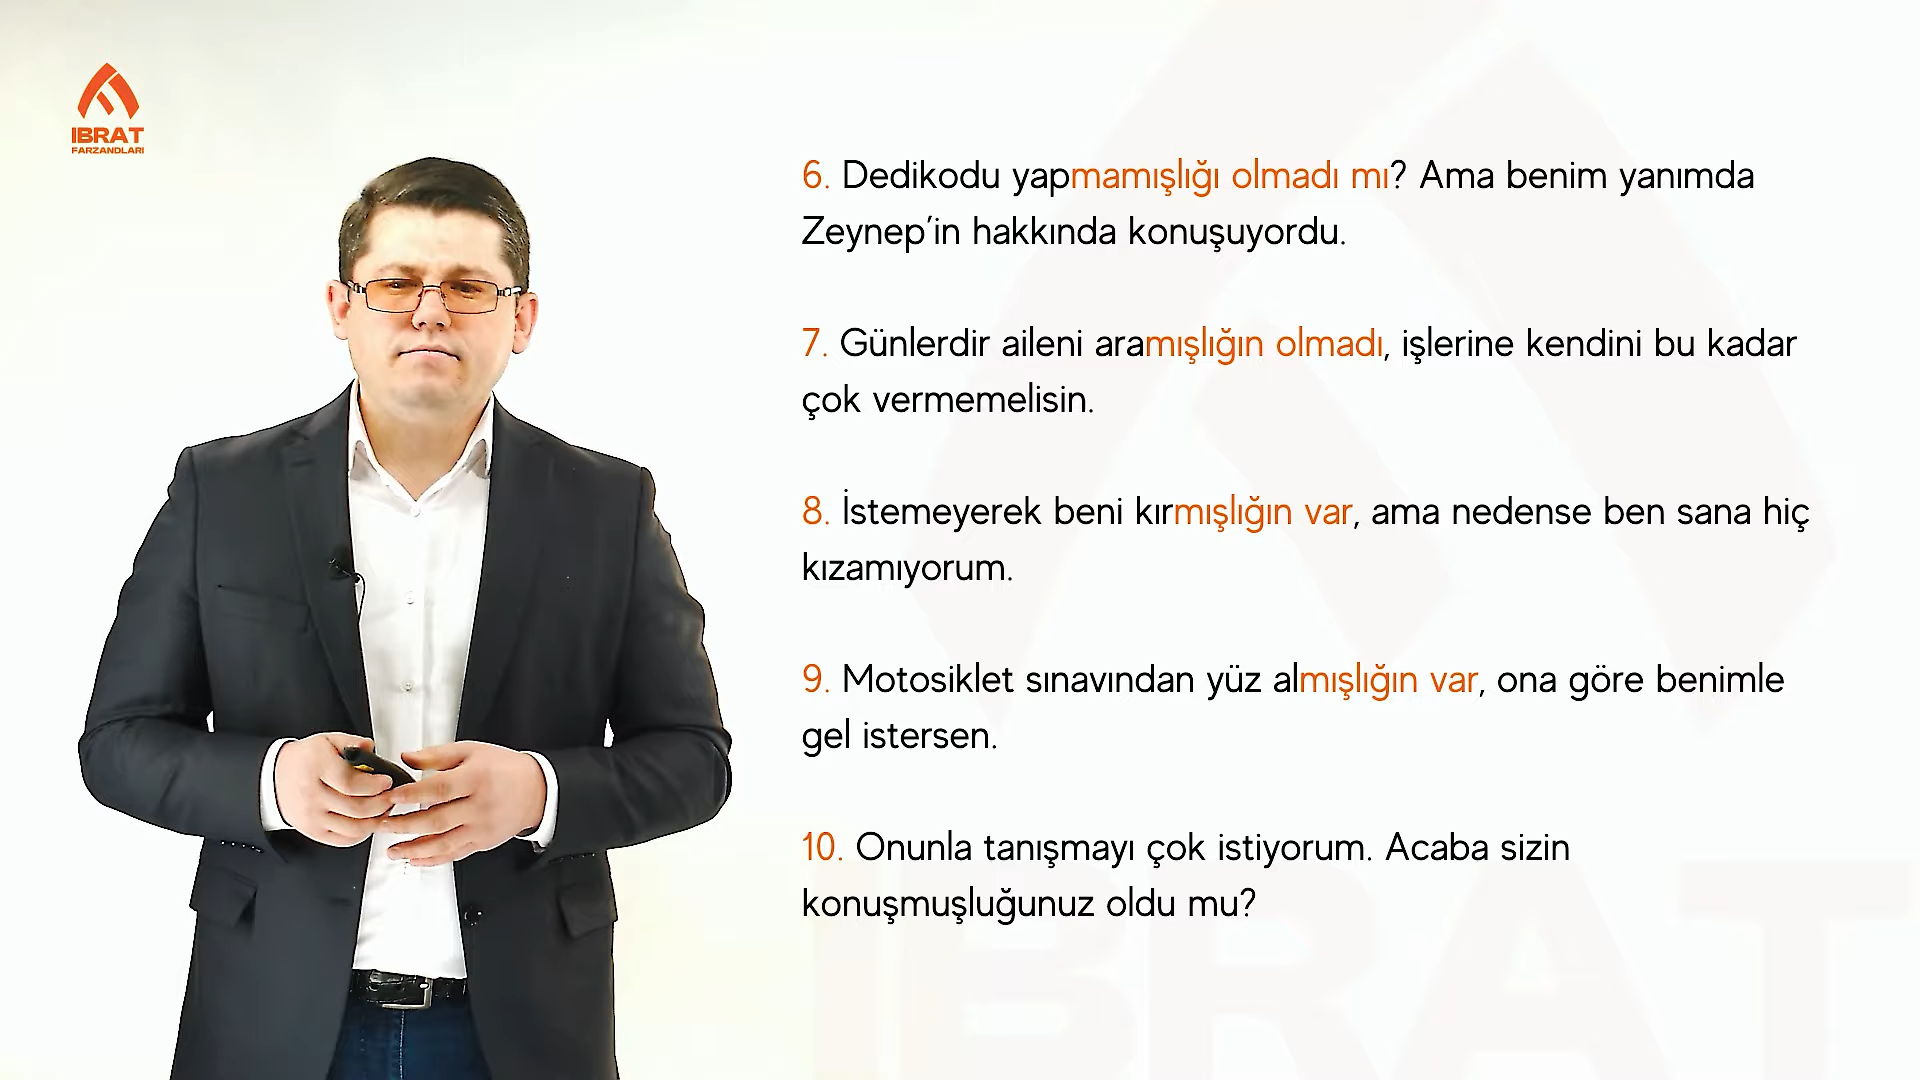 IBRAT
FARZANDLARI
6. Dedikodu yapmamışlığı olmadı mı? Ama benim yanımda
Zeynep’in hakkında konuşuyordu.
7. Günlerdir aileni aramışlığın olmadı, işlerine kendini bu kadar
çok vermemelisin.
8. İstemeyerek beni kırmışlığın var, ama nedense ben sana hiç
kızamıyorum.
9. Motosiklet sınavından yüz almışlığın var, ona göre benimle
gel istersen.
10. Onunla tanışmayı çok istiyorum. Acaba sizin
konuşmuşluğunuz oldu mu?
IBRAT